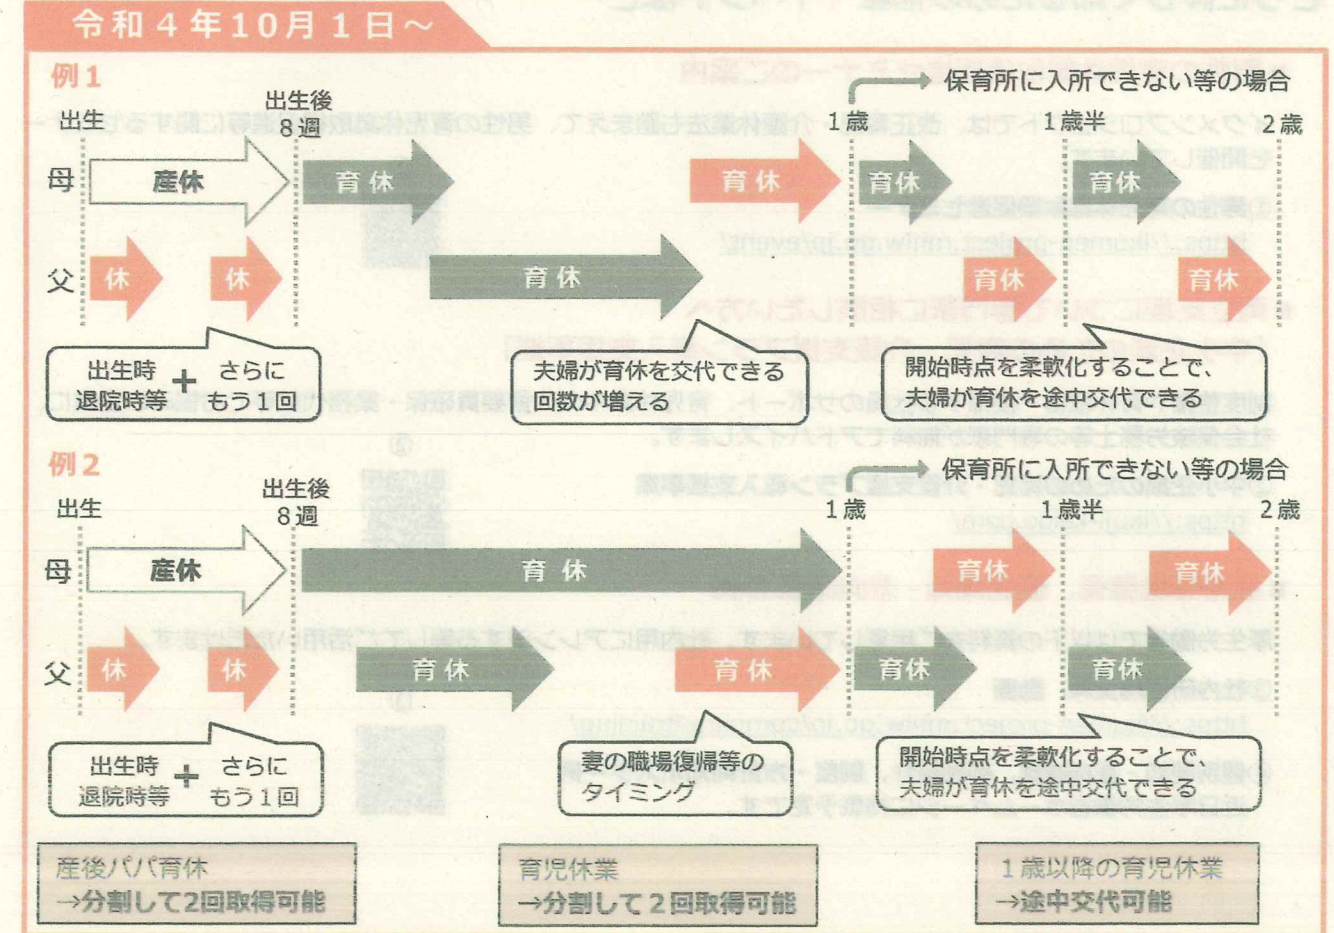 令和４年10月１日～
例１
保育所に入所できない等の場合
出生
出生後
８週
１歳
１歳半
２歳
母
産休
育休
育休
育休
育休
父
休
休
育休
育休
育休
出生時
退院時等
＋
さらに
もう１回
夫婦が育休を交代できる
回数が増える
開始時点を柔軟化することで、
夫婦が育休を途中交代できる
例２
保育所に入所できない等の場合
出生
出生後
８週
１歳
１歳半
２歳
母
産休
育休
育休
育休
父
休
休
育休
育休
育休
育休
出生時
退院時等
＋
さらに
もう１回
妻の職場復帰等の
タイミング
開始時点を柔軟化することで、
夫婦が育休を途中交代できる
産後パパ育休
→分割して2回取得可能
育児休業
→分割して２回取得可能
１歳以降の育児休業
→途中交代可能